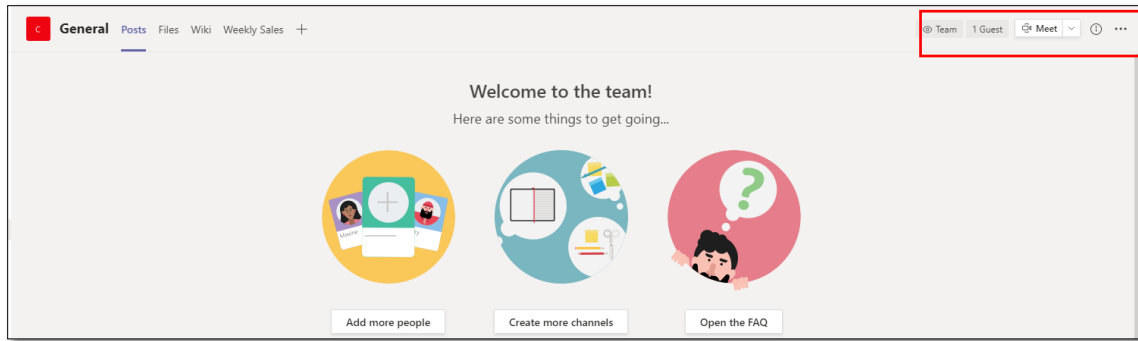 C General Posts Files Wiki Weekly Sales + Team 1 Guest Meet
Welcome to the team!
Here are some things to get going...
Maxine
Add more people Create more channels Open the FAQ